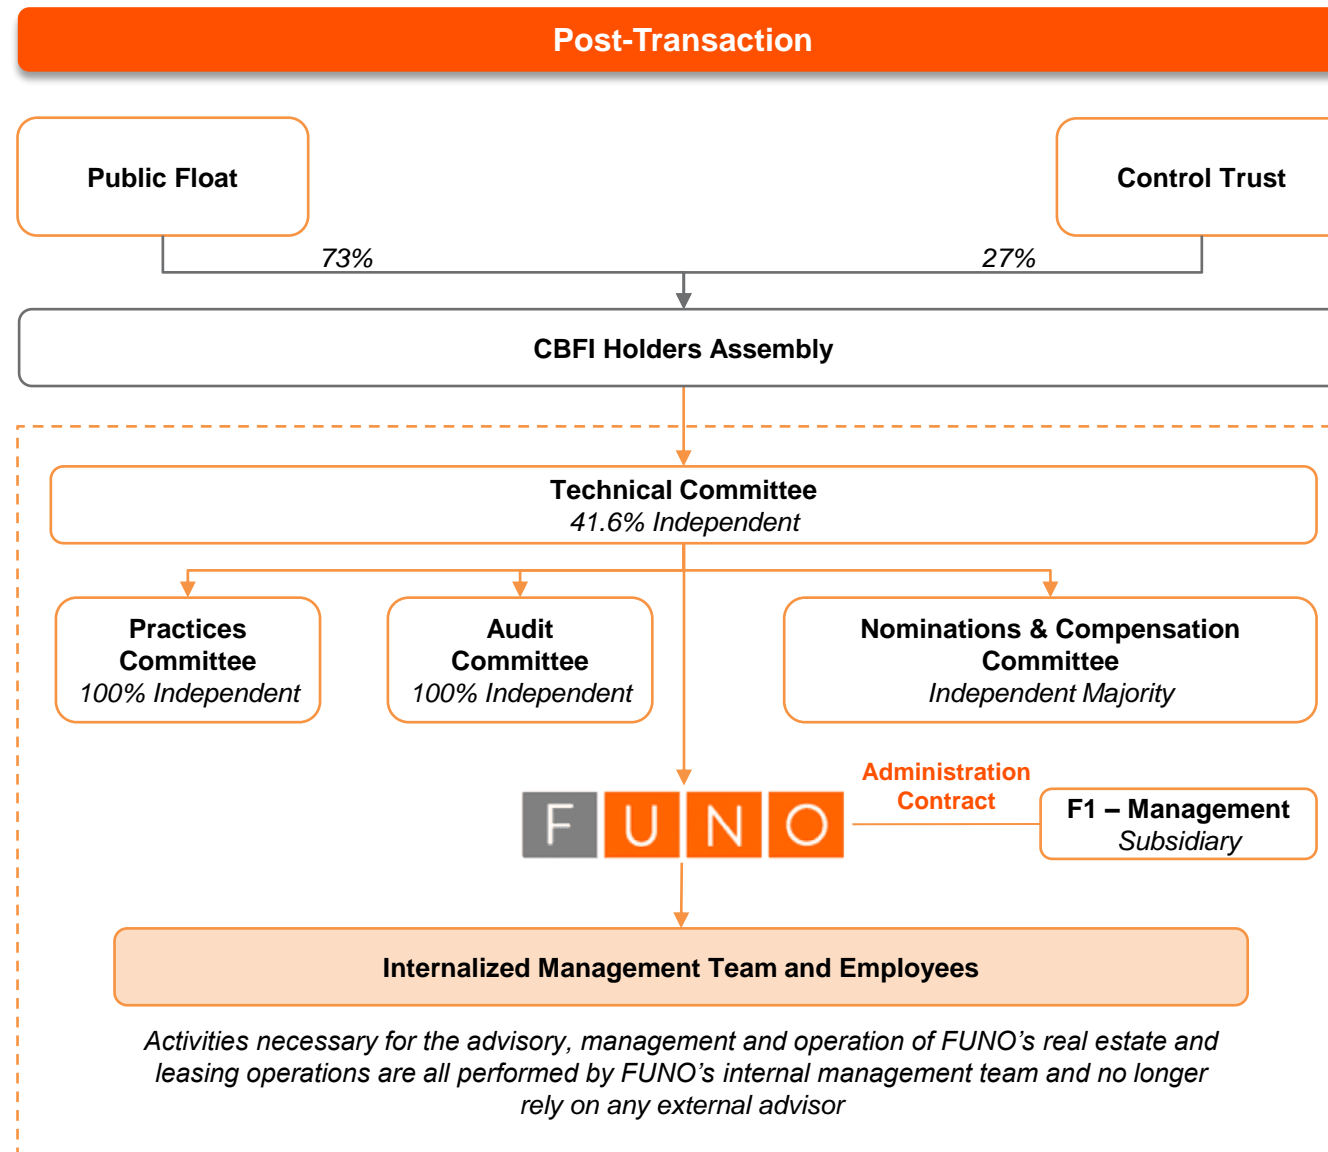 Post-Transaction
Public Float
Control Trust
73%
27%
CBFI Holders Assembly
Technical Committee
41.6% Independent
Practices
Committee
100% Independent
Audit
Committee
100% Independent
Nominations & Compensation
Committee
Independent Majority
FUNO
Administration
Contract
F1 – Management
Subsidiary
Internalized Management Team and Employees
Activities necessary for the advisory, management and operation of FUNO’s real estate and
leasing operations are all performed by FUNO’s internal management team and no longer
rely on any external advisor